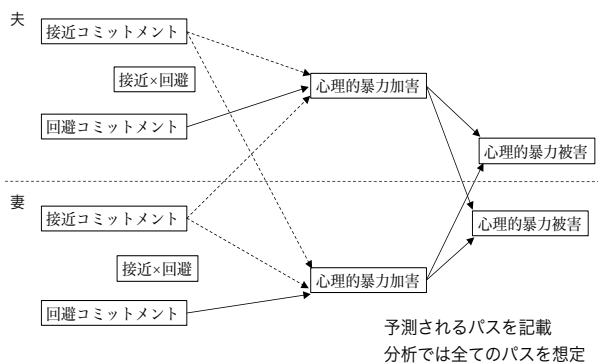 夫
接近コミットメント
接近×回避
心理的暴力加害
回避コミットメント
心理的暴力被害
妻
接近コミットメント
心理的暴力被害
接近×回避
心理的暴力加害
回避コミットメント
予測されるパスを記載
分析では全てのパスを想定